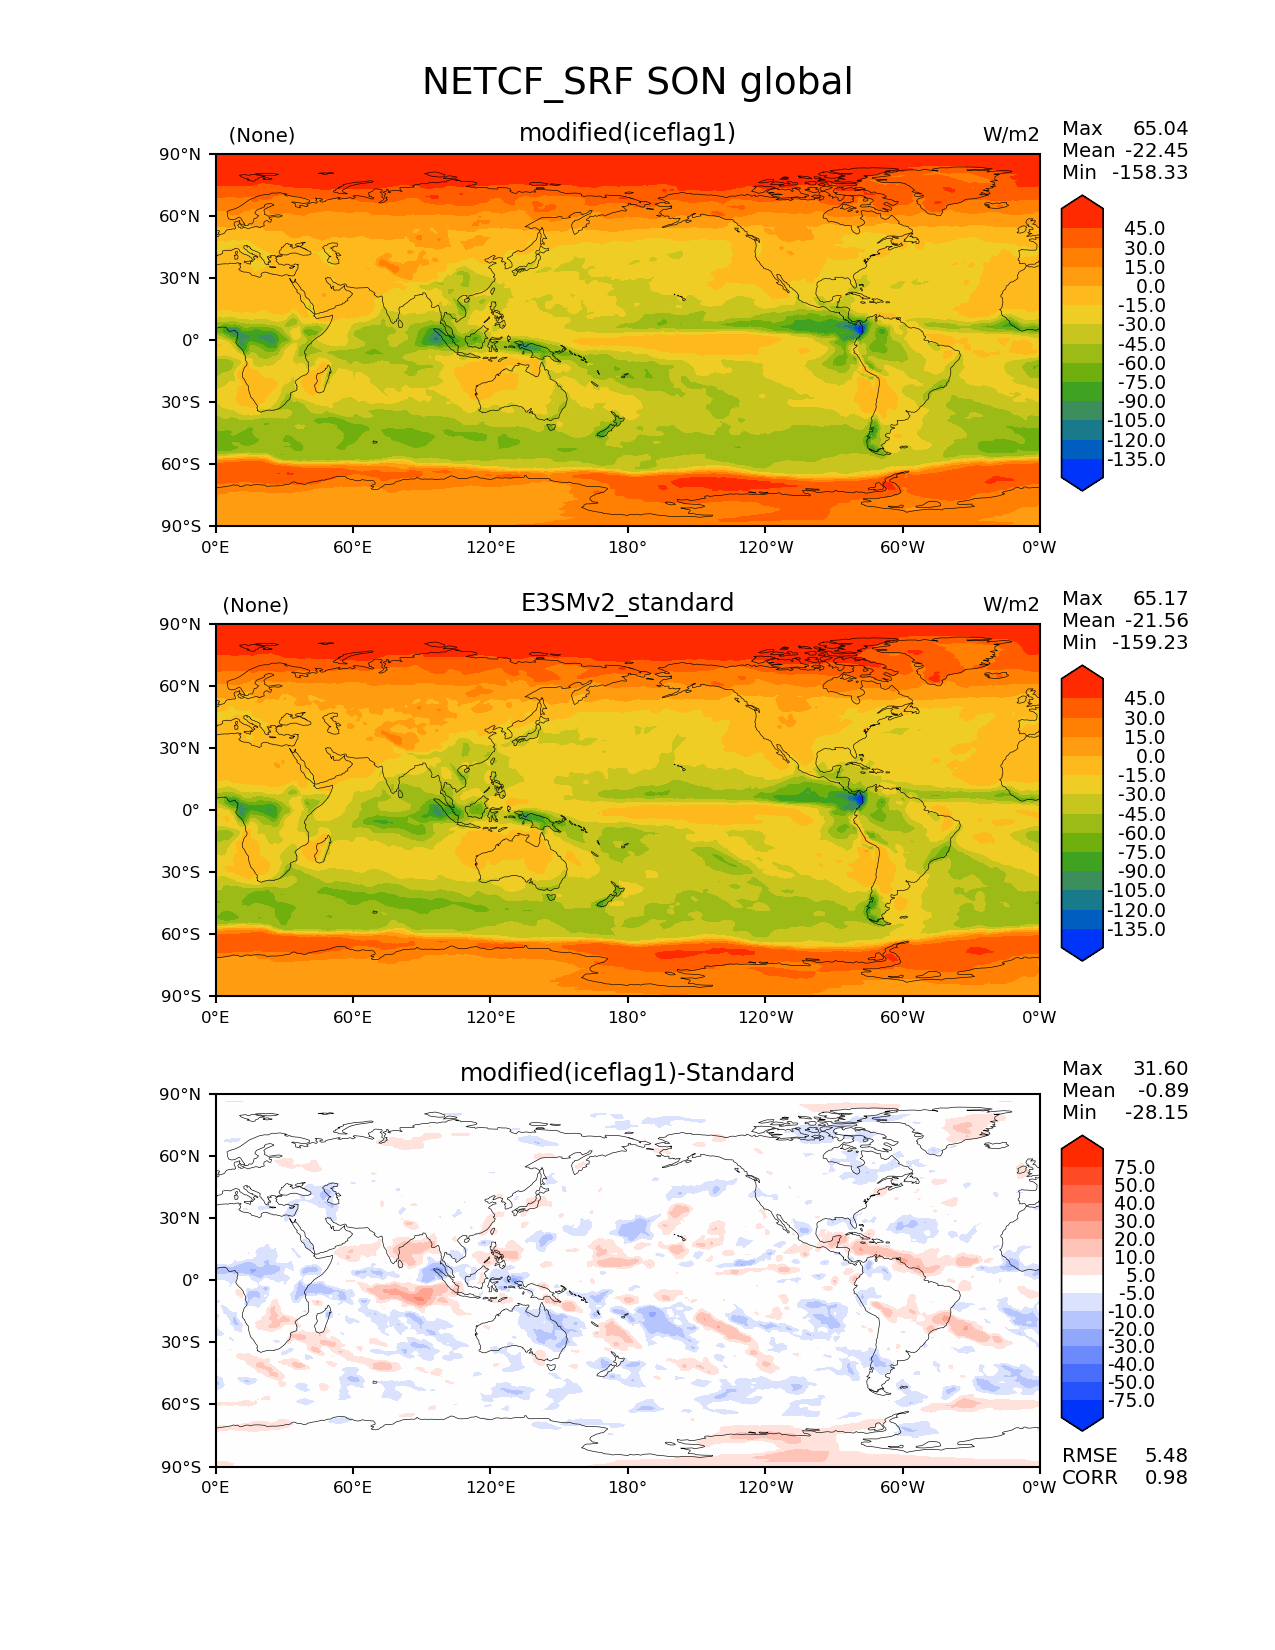 NETCF_SRF SON global
(None) modified(iceflag1) W/m2
Max 65.04
Mean -22.45
Min -158.33
90°N
60°N
30°N
0°
30°S
60°S
90°S
0°E 60°E 120°E 180° 120°W 60°W 0°W
45.0
30.0
15.0
0.0
-15.0
-30.0
-45.0
-60.0
-75.0
-90.0
-105.0
-120.0
-135.0
(None) E3SMv2_standard W/m2
Max 65.17
Mean -21.56
Min -159.23
90°N
60°N
30°N
0°
30°S
60°S
90°S
0°E 60°E 120°E 180° 120°W 60°W 0°W
45.0
30.0
15.0
0.0
-15.0
-30.0
-45.0
-60.0
-75.0
-90.0
-105.0
-120.0
-135.0
modified(iceflag1)-Standard
Max 31.60
Mean -0.89
Min -28.15
90°N
60°N
30°N
0°
30°S
60°S
90°S
0°E 60°E 120°E 180° 120°W 60°W 0°W
75.0
50.0
40.0
30.0
20.0
10.0
5.0
-5.0
-10.0
-20.0
-30.0
-40.0
-50.0
-75.0
RMSE 5.48
CORR 0.98